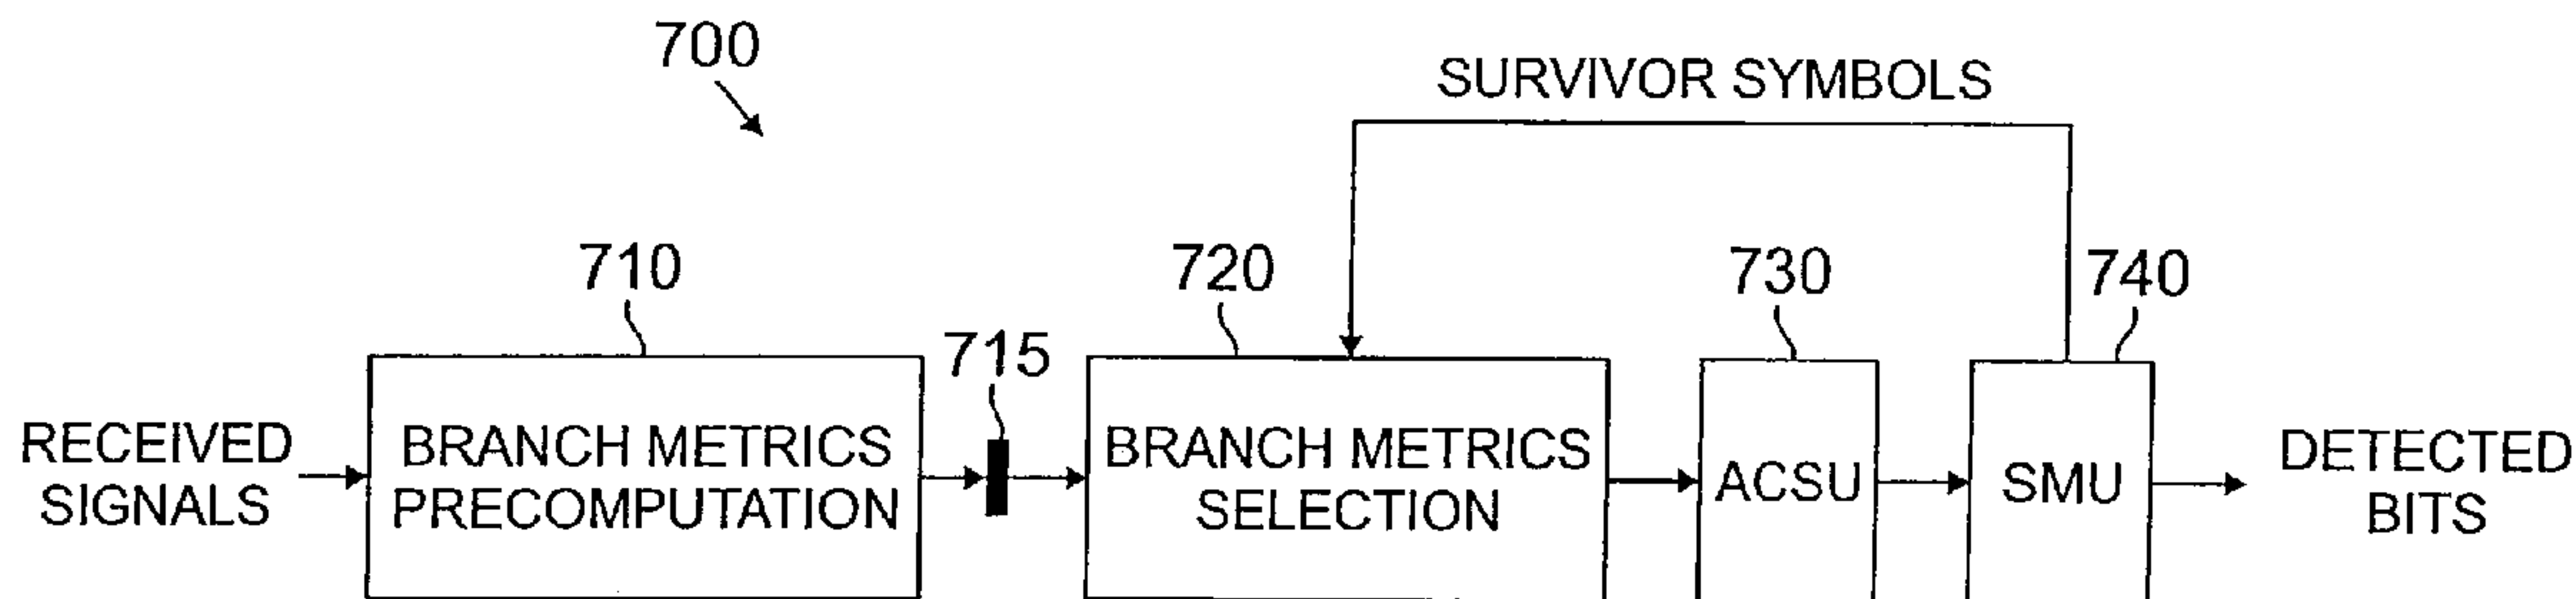 700
SURVIVOR SYMBOLS
710
715
720
730
740
RECEIVED
SIGNALS
BRANCH METRICS
PRECOMPUTATION
BRANCH METRICS
SELECTION
ACSU
SMU
DETECTED
BITS